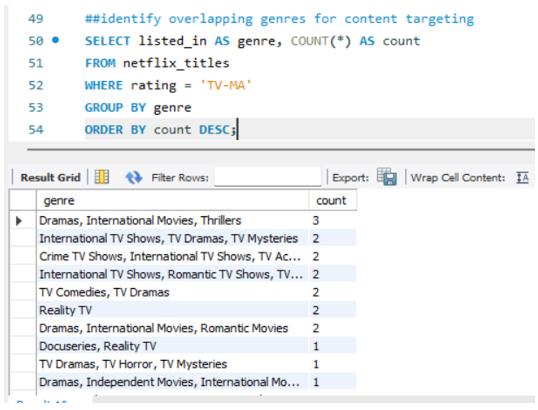 49 ##identify overlapping genres for content targeting
50 SELECT listed_in AS genre, COUNT(*) AS count
51 FROM netflix_titles
52 WHERE rating = 'TV-MA'
53 GROUP BY genre
54 ORDER BY count DESC;
Result Grid Filter Rows: Export: Wrap Cell Content: IA
genre count
Dramas, International Movies, Thrillers 3
International TV Shows, TV Dramas, TV Mysteries 2
Crime TV Shows, International TV Shows, TV Ac... 2
International TV Shows, Romantic TV Shows, TV... 2
TV Comedies, TV Dramas 2
Reality TV 2
Dramas, International Movies, Romantic Movies 2
Docuseries, Reality TV 1
TV Dramas, TV Horror, TV Mysteries 1
Dramas, Independent Movies, International Mo... 1